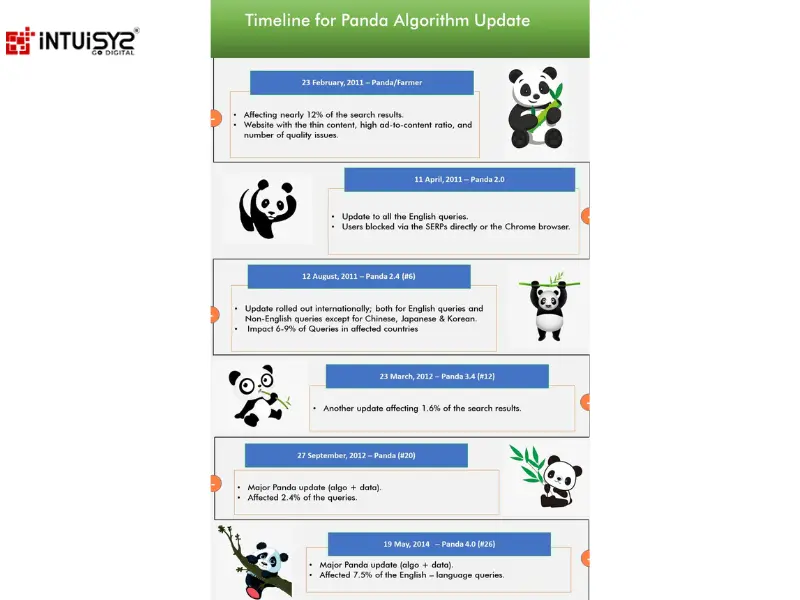 iNTUiSYZ®
GO DIGITAL
Timeline for Panda Algorithm Update
23 February, 2011 – Panda/Farmer
• Affecting nearly 12% of the search results.
• Website with the thin content, high ad-to-content ratio, and
number of quality issues.
11 April, 2011 – Panda 2.0
• Update to all the English queries.
• Users blocked via the SERPs directly or the Chrome browser.
12 August, 2011 – Panda 2.4 (#6)
• Update rolled out internationally; both for English queries and
Non-English queries except for Chinese, Japanese & Korean.
• Impact 6-9% of Queries in affected countries
23 March, 2012 – Panda 3.4 (#12)
• Another update affecting 1.6% of the search results.
27 September, 2012 – Panda (#20)
• Major Panda update (algo + data).
• Affected 2.4% of the queries.
19 May, 2014 – Panda 4.0 (#26)
• Major Panda update (algo + data).
• Affected 7.5% of the English – language queries.